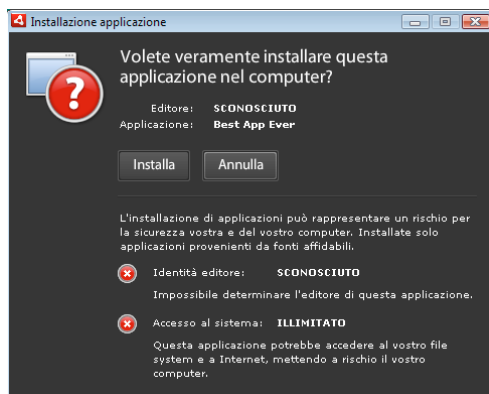 Installazione applicazione
Volete veramente installare questa
applicazione nel computer?
Editore: SCONOSCIUTO
Applicazione: Best App Ever
Installa Annulla
L'installazione di applicazioni può rappresentare un rischio per
la sicurezza vostra e del vostro computer. Installate solo
applicazioni provenienti da fonti affidabili.
Identità editore: SCONOSCIUTO
Impossibile determinare l'editore di questa applicazione.
Accesso al sistema: ILLIMITATO
Questa applicazione potrebbe accedere al vostro file
system e a Internet, mettendo a rischio il vostro
computer.